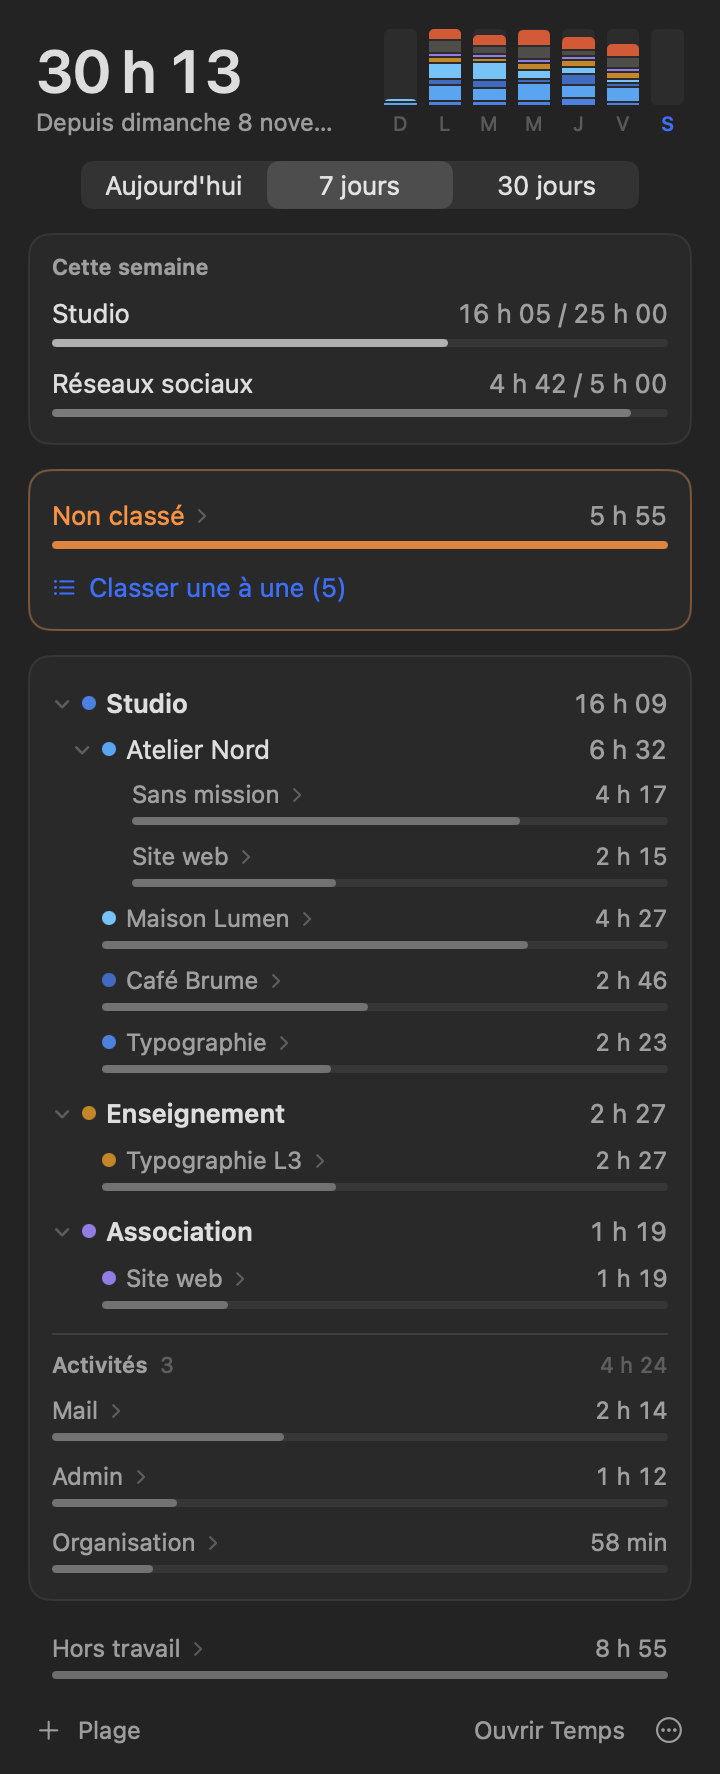 30 h 13
Depuis dimanche 8 nove...
D L M M J V S
Aujourd'hui 7 jours 30 jours
Cette semaine
Studio 16 h 05 / 25 h 00
Réseaux sociaux 4 h 42 / 5 h 00
Non classé 5 h 55
Classer une à une (5)
Studio 16 h 09
Atelier Nord 6 h 32
Sans mission 4 h 17
Site web 2 h 15
Maison Lumen 4 h 27
Café Brume 2 h 46
Typographie 2 h 23
Enseignement 2 h 27
Typographie L3 2 h 27
Association 1 h 19
Site web 1 h 19
Activités 3 4 h 24
Mail 2 h 14
Admin 1 h 12
Organisation 58 min
Hors travail 8 h 55
Plage Ouvrir Temps